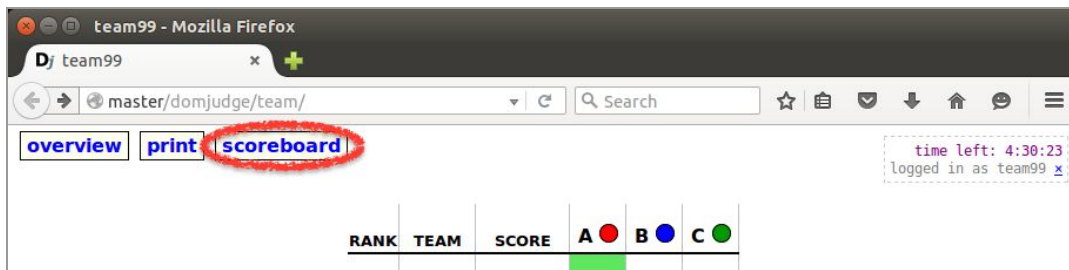 team99 - Mozilla Firefox
Dj team99 ×
master/domjudge/team/ Search
overview print scoreboard
time left: 4:30:23
logged in as team99 ×
RANK TEAM SCORE A B C